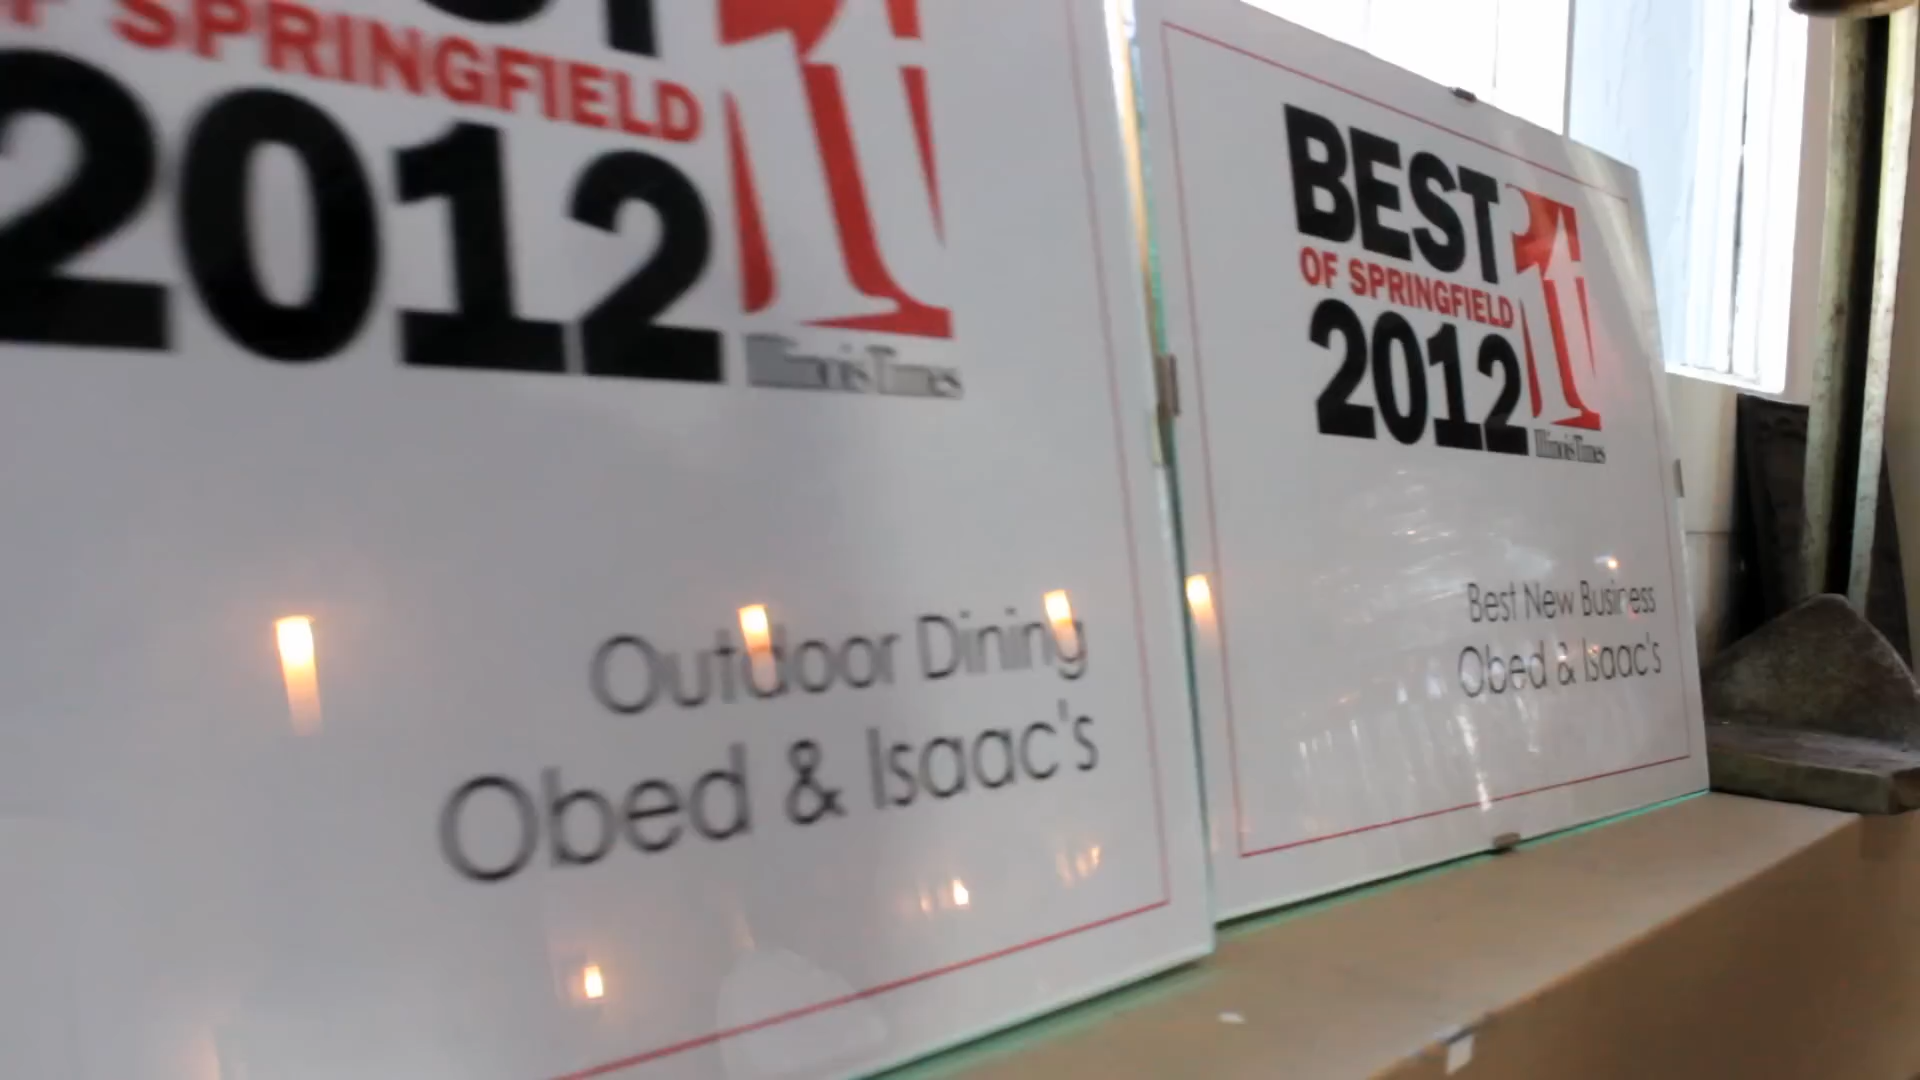 SPRINGFIELD
2012
Illinois Times
Outdoor Dining
Obed & Isaac's
BEST
OF SPRINGFIELD
2012
1
Illinois Times
Best New Business
Obed & Isaac's